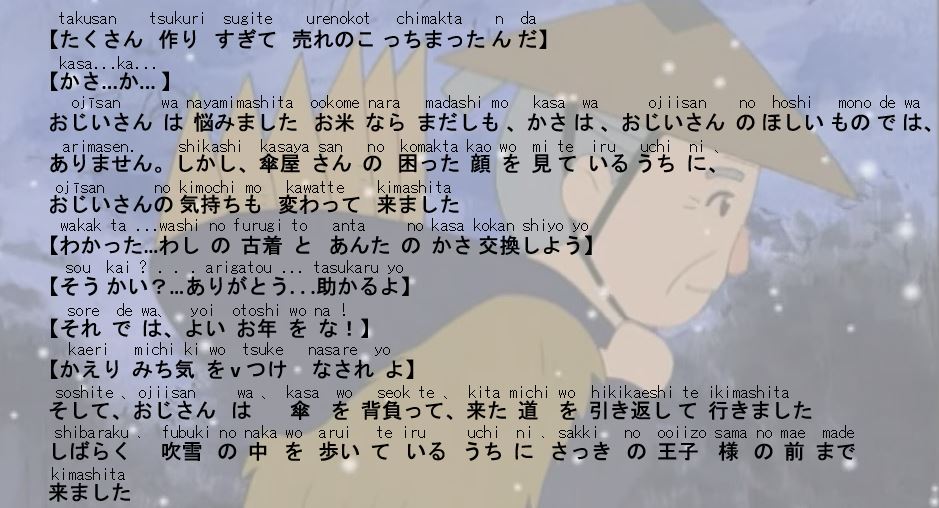 takusan tsukuri sugite urenokot chimakta n da
【たくさん 作り すぎて 売れのこ っちまった ん だ】
kasa...ka...
【かさ...か... 】
ojīsan wa nayamimashita ookome nara madashi mo kasa wa ojiisan no hoshi mono de wa
おじいさん は 悩みました お米 なら まだしも 、かさ は 、おじいさん の ほしい もの で は、
arimasen. shikashi kasaya san no komakta kao wo mi te iru uchi ni 、
ありません。しかし、傘屋 さん の 困った 顔 を 見 て いる うち に、
ojīsan no kimochi mo kawatte kimashita
おじいさんの 気持ちも 変わって 来ました
wakak ta ...washi no furugi to anta no kasa kokan shiyo yo
【わかった...わし の 古着 と あんた の かさ 交換しよう】
sou kai ? . . . arigatou ... tasukaru yo
【そう かい？...ありがとう. . .助かるよ】
sore de wa、 yoi otoshi wo na !
【それ で は、よい お年 を な！】
kaeri michi ki wo tsuke nasare yo
【かえり みち気 を v つけ なされ よ】
soshite 、 ojiisan wa 、 kasa wo seok te 、 kita michi wo hikikaeshi te ikimashita
そして、おじさん は 傘 を 背負って、来た 道 を 引き返し て 行きました
shibaraku 、 fubuki no naka wo arui te iru uchi ni 、 sakki no ooiizo sama no mae made
しばらく 吹雪 の 中 を 歩い て いる うち に さっき の 王子 様 の 前 まで
kimashita
来ました